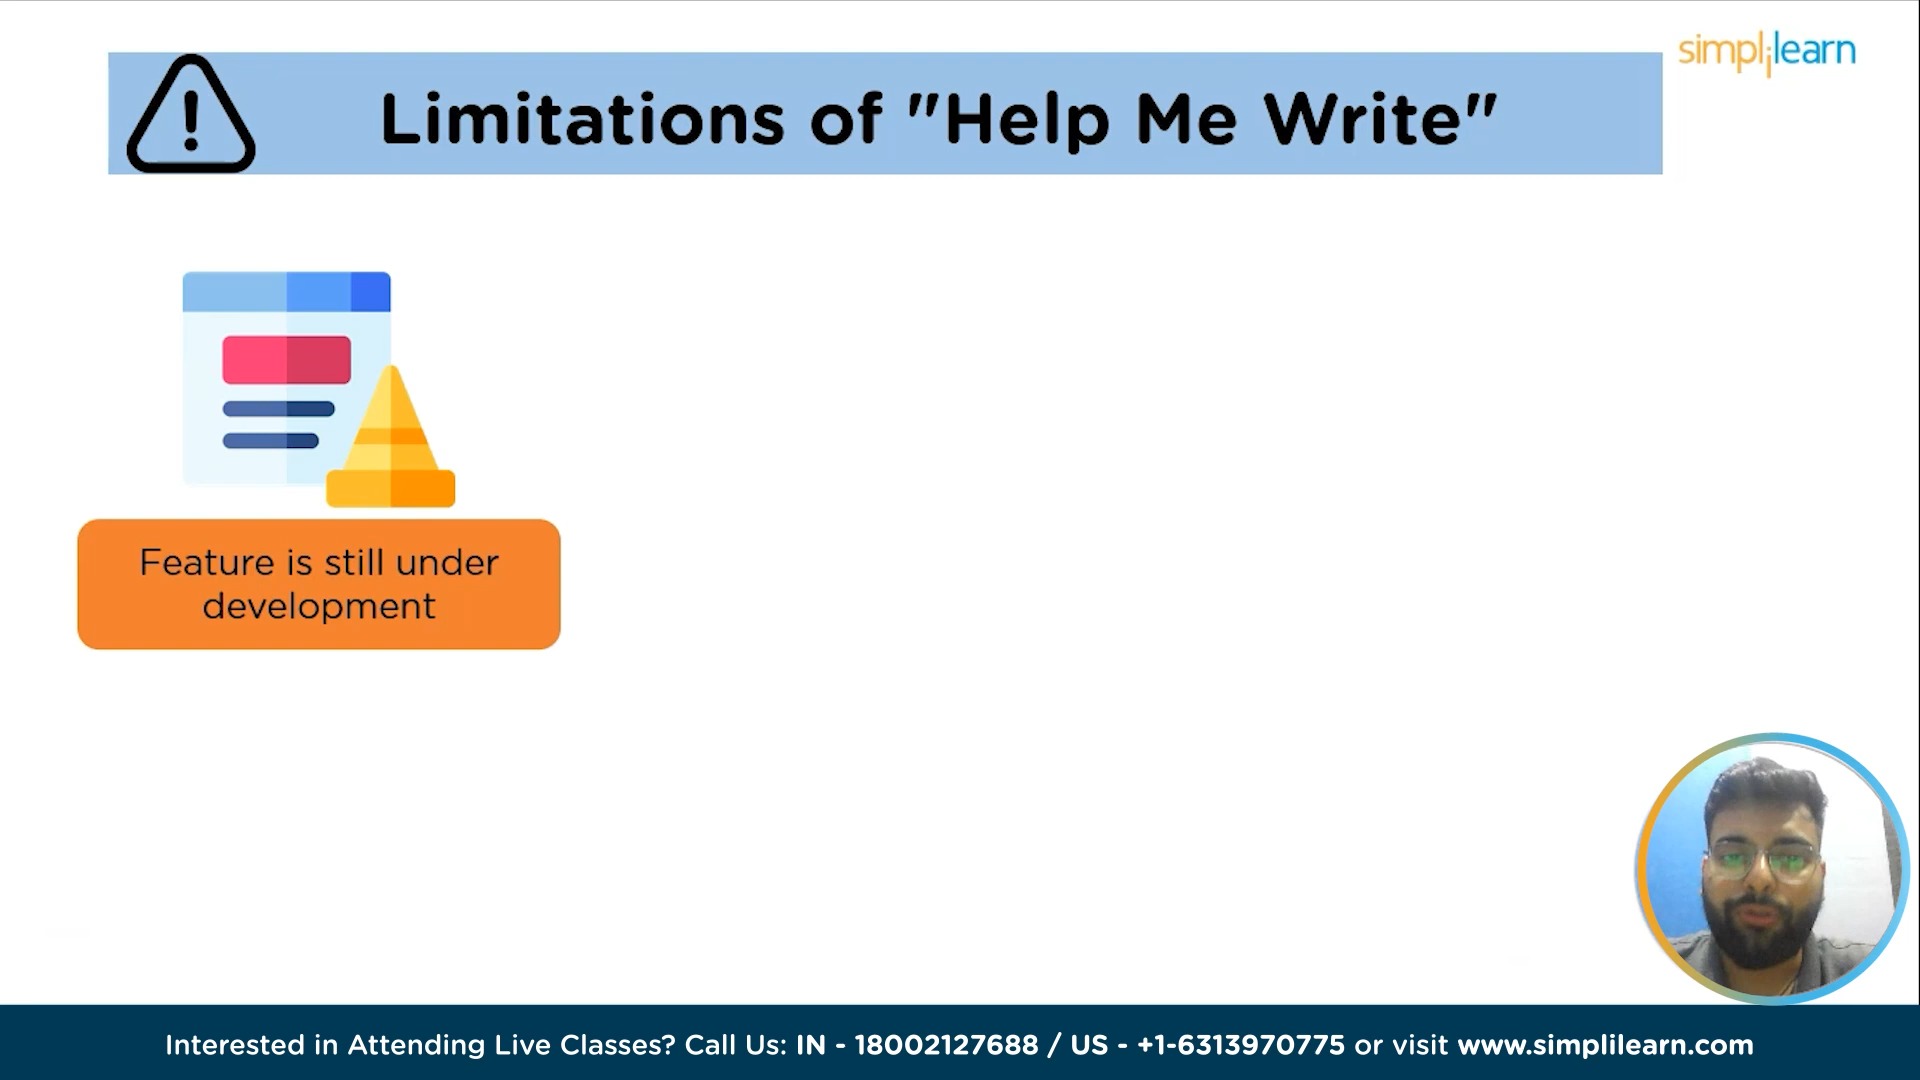 simplilearn
Limitations of "Help Me Write"
Feature is still under
development
Interested in Attending Live Classes? Call Us: IN - 18002127688 / US - +1-6313970775 or visit www.simplilearn.com